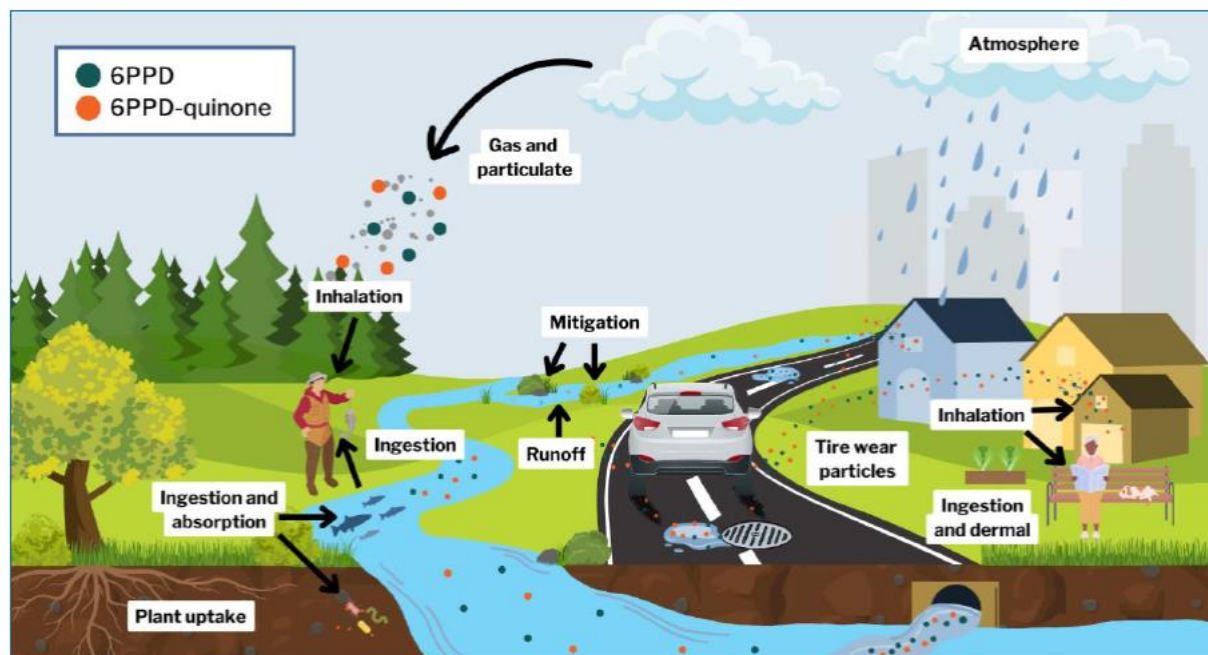 6PPD
6PPD-quinone
Atmosphere
Gas and
particulate
Inhalation
Mitigation
Inhalation
Ingestion
Runoff
Tire wear
particles
Ingestion and
absorption
Ingestion
and dermal
Plant uptake